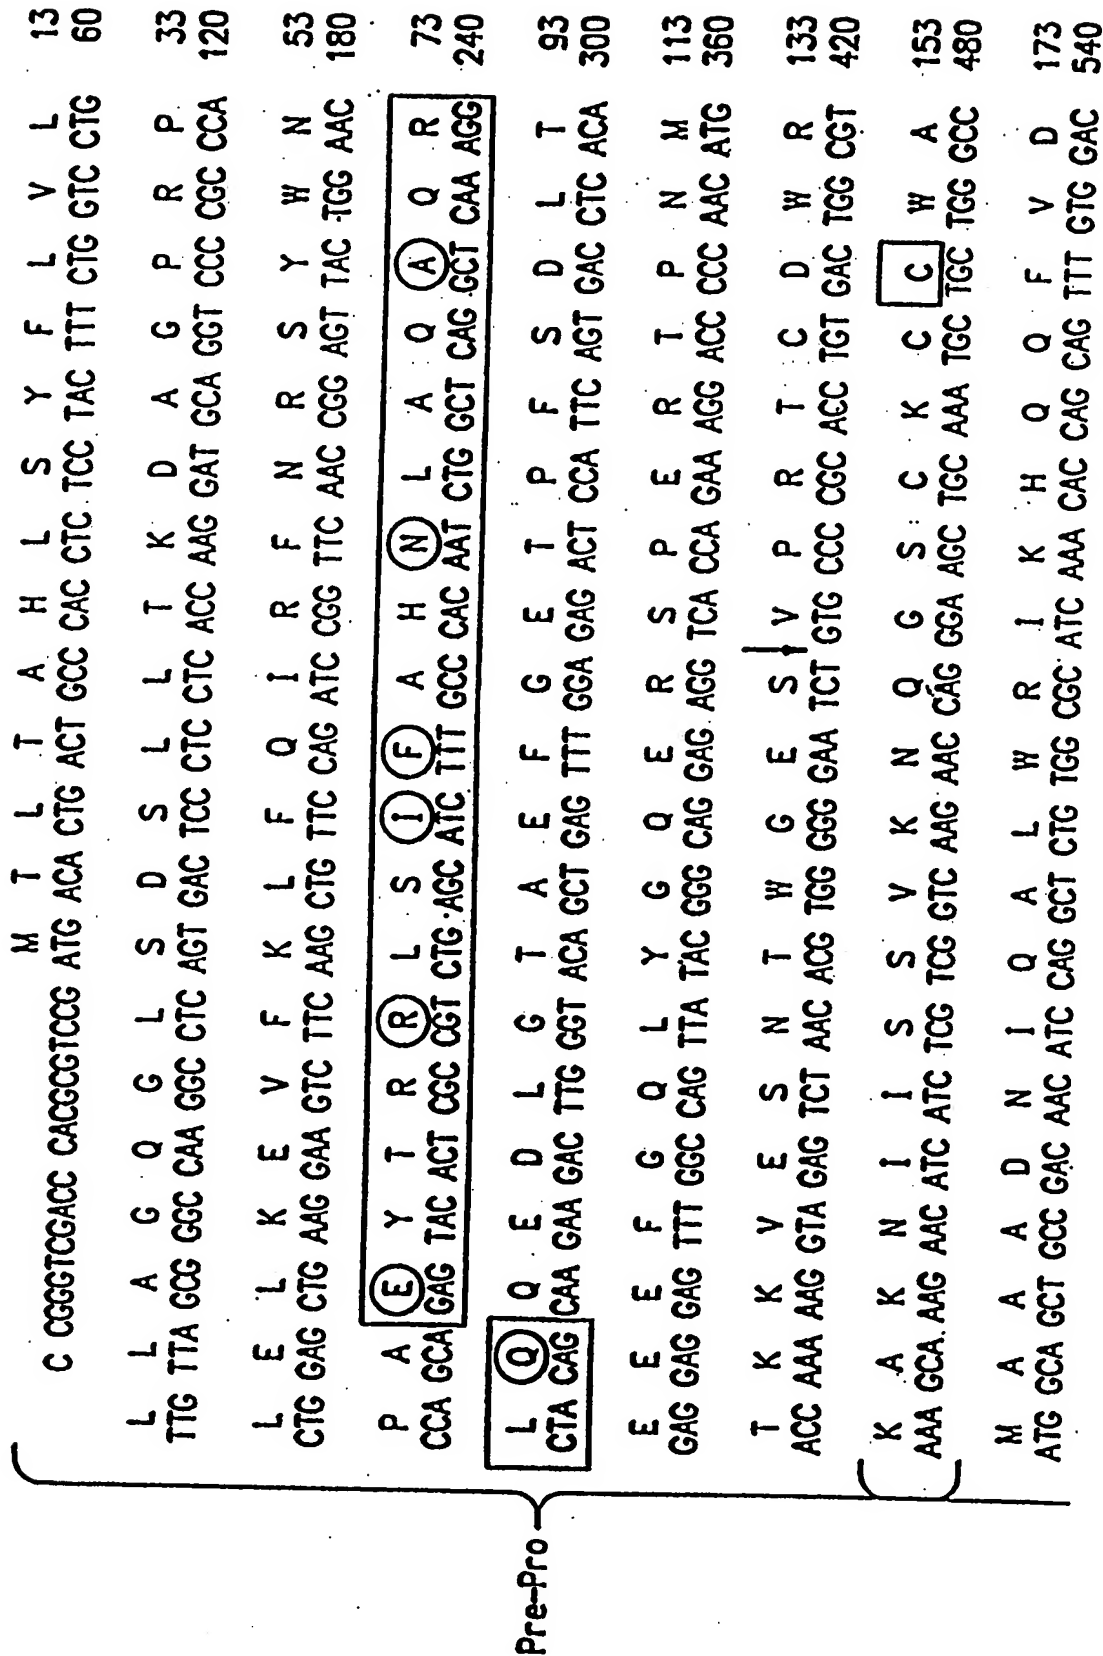 M T L T A H L S Y F L V L 13
C CGGGTCGACC CACGCGTCCG ATG ACA CTG ACT GCC CAC CTC TCC TAC TTT CTG GTC CTG 60
L L A G Q G L S D S L L T K D A G P R P 33
TTG TTA GCG GGC CAA GGC CTC AGT GAC TCC CTC CTC ACC AAG GAT GCA GGT CCC CGC CCA 120
L E L K E V F K L F Q I R F N R S Y W N 53
CTG GAG CTG AAG GAA GTC TTC AAG CTG TTC CAG ATC CGG TTC AAC CGG AGT TAC TGG AAC 180
P A E Y T R R L S I F A H N L A Q A Q R 73
CCA GCA GAG TAC ACT CGC CGT CTG AGC ATC TTT GCC CAC AAT CTG GCT CAG GCT CAA AGG 240
L Q Q E D L G T A E F G E T P F S D L T 93
CTA CAG CAA GAA GAC TTG GGT ACA GCT GAG TTT GGA GAG ACT CCA TTC AGT GAC CTC ACA 300
E E E F G Q L Y G Q E R S P E R T P N M 113
GAG GAG GAG TTT GGC CAG TTA TAC GGG CAG GAG AGG TCA CCA GAA AGG ACC CCC AAC ATG 360
T K K V E S N T W G E S V P R T C D W R 133
ACC AAA AAG GTA GAG TCT AAC ACG TGG GGG GAA TCT GTG CCC CGC ACC TGT GAC TGG CGT 420
K A K N I I S S V K N Q G S C K C C W A 153
AAA GCA AAG AAC ATC ATC TCG TCG GTC AAG AAC CAG GGA AGC TGC AAA TGC TGC TGG GCC 480
M A A A D N I Q A L W R I K H Q Q F V D 173
ATG GCA GCT GCC GAC AAC ATC CAG GCT CTG TGG CGC ATC AAA CAC CAG CAG TTT GTG GAC 540
Pre-Pro